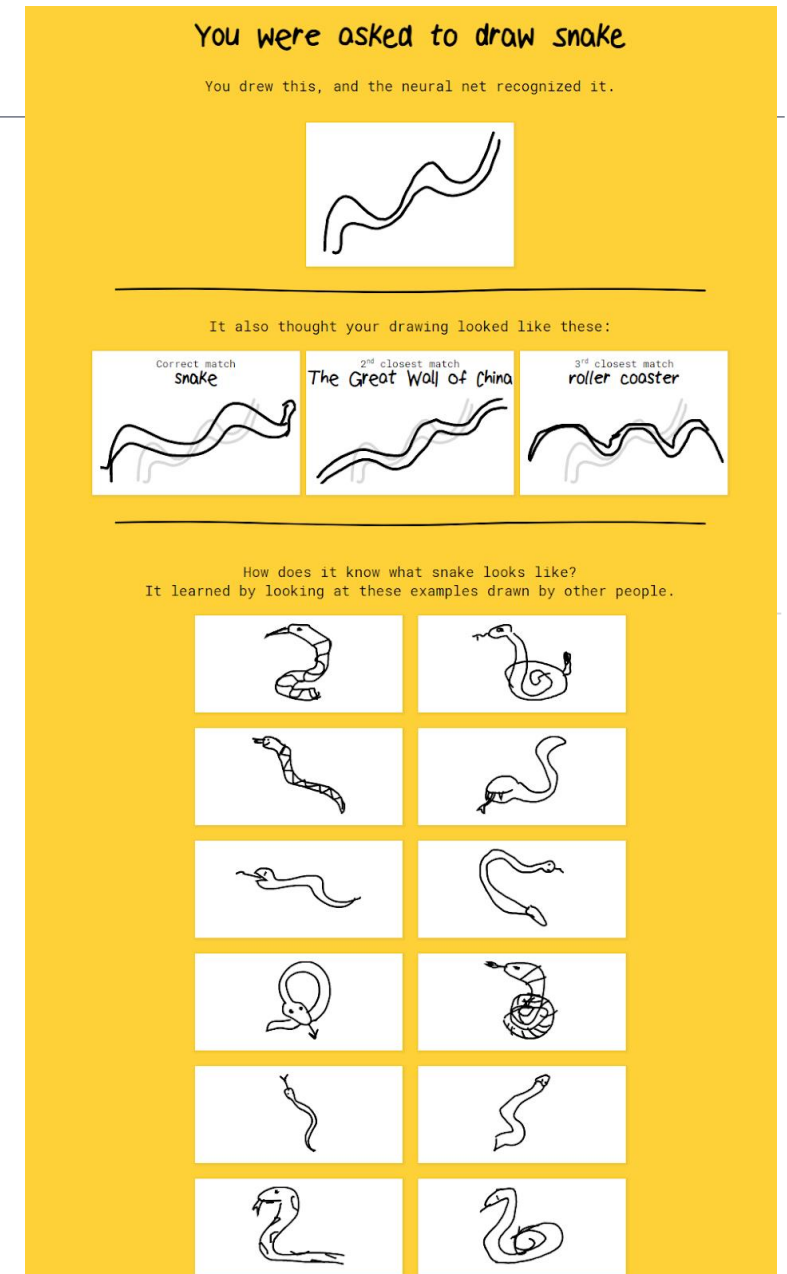 You were asked to draw snake
You drew this, and the neural net recognized it.
It also thought your drawing looked like these:
Correct match
snake
2nd closest match
The Great Wall of China
3rd closest match
roller coaster
How does it know what snake looks like?
It learned by looking at these examples drawn by other people.